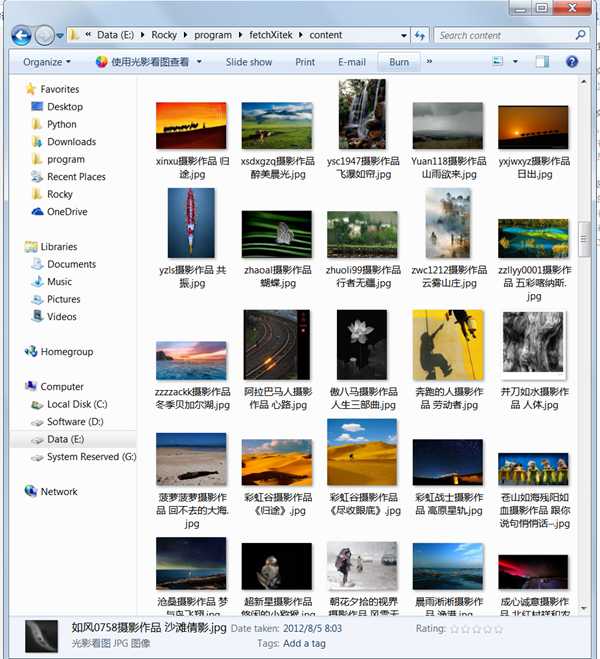 Data (E:) Rocky program fetchXitek content
Search content
Organize 使用光影看图查看 Slide show Print E-mail Burn »
Favorites
Desktop
Python
Downloads
program
Recent Places
Rocky
OneDrive
Libraries
Documents
Music
Pictures
Videos
Homegroup
Computer
Local Disk (C:)
Software (D:)
Data (E:)
System Reserved (G:)
Network
xinxu摄影作品 归
途.jpg
xsdxgzq摄影作品
醉美晨光.jpg
ysc1947摄影作品
飞瀑如帘.jpg
Yuan118摄影作品
山雨欲来.jpg
yxjwxyz摄影作品
日出.jpg
yzls摄影作品 共
振.jpg
zhaoal摄影作品
蝴蝶.jpg
zhuoli99摄影作品
行者无疆.jpg
zwc1212摄影作品
云雾山庄.jpg
zzllyy0001摄影作
品 五彩喀纳斯.
jpg
zzzzackk摄影作品
冬季贝加尔湖.jpg
阿拉巴马人摄影
作品 心路.jpg
傲八马摄影作品
人生三部曲.jpg
奔跑的人摄影作
品 劳动者.jpg
并刀如水摄影作
品 人体.jpg
菠萝菠萝摄影作
品 回不去的大海.
jpg
彩虹谷摄影作品
《归途》.jpg
彩虹谷摄影作品
《尽收眼底》.jpg
彩虹战士摄影作
品 高原星轨.jpg
苍山如海残阳如
血摄影作品 跟你
说句悄悄话--.jpg
沧桑摄影作品 梦
与鸟飞翔.jpg
超新星摄影作品
朝花夕拾的视界
晨雨淅淅摄影作
品 渔港.jpg
成心诚意摄影作
如风0758摄影作品 沙滩倩影.jpg Date taken: 2012/8/5 8:03 Rating:
光影看图 JPG 图像 Tags: Add a tag